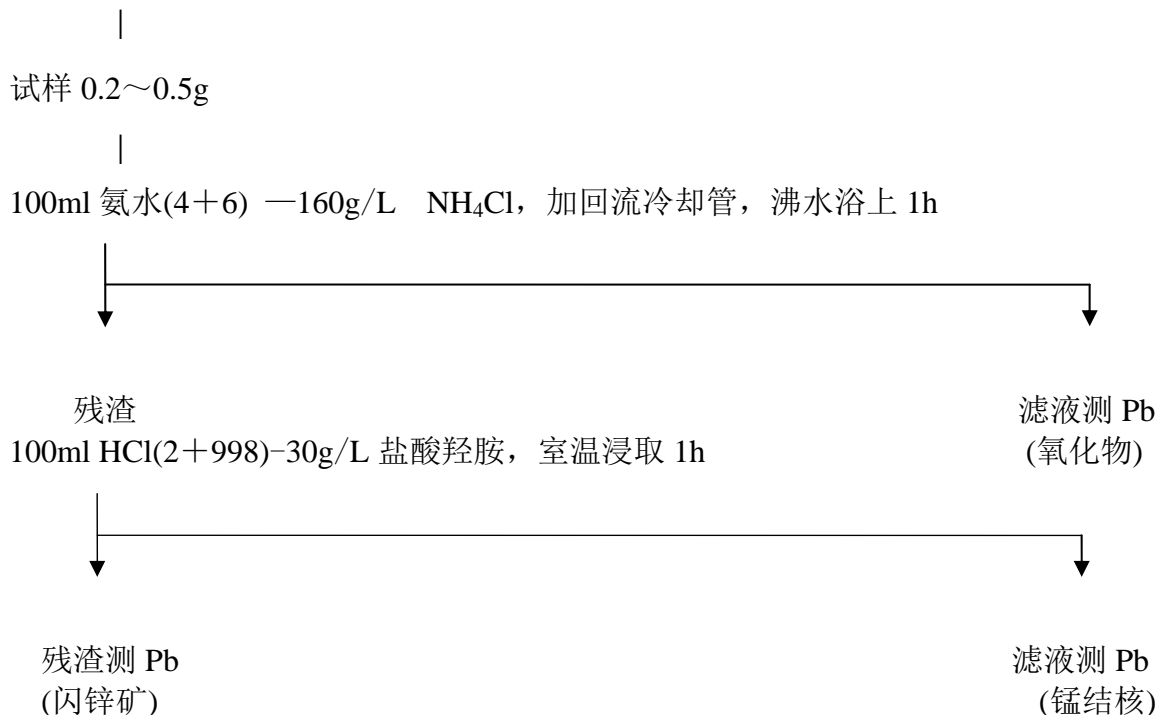 试样 0.2～0.5g
100ml 氨水(4＋6) —160g/L NH₄Cl，加回流冷却管，沸水浴上 1h
残渣 滤液测 Pb
100ml HCl(2＋998)-30g/L 盐酸羟胺，室温浸取 1h (氧化物)
残渣测 Pb 滤液测 Pb
(闪锌矿) (锰结核)